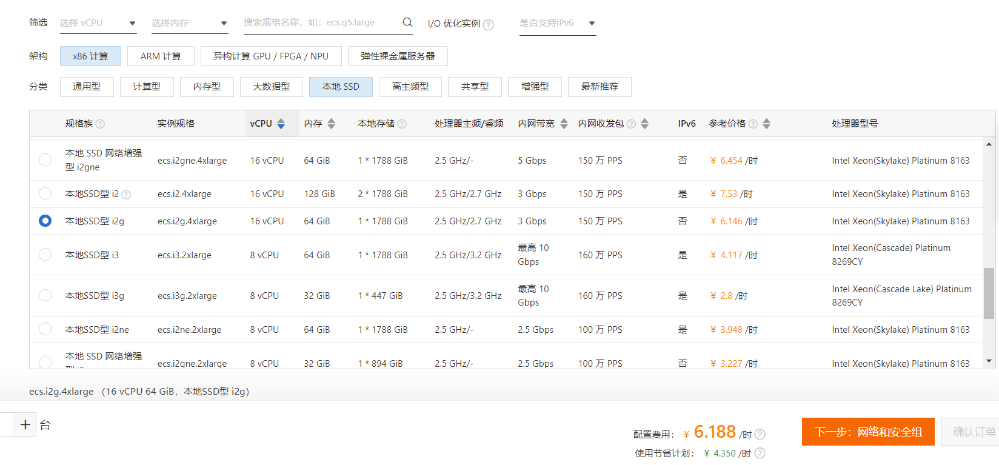 筛选 选择 vCPU 选择内存 搜索规格名称，如：ecs.g5.large I/O 优化实例 ? 是否支持IPv6
架构 x86 计算 ARM 计算 异构计算 GPU / FPGA / NPU 弹性裸金属服务器
分类 通用型 计算型 内存型 大数据型 本地 SSD 高主频型 共享型 增强型 最新推荐
规格族 ? 实例规格 vCPU 内存 本地存储 ? 处理器主频/睿频 内网带宽 内网收发包 ? IPv6 参考价格 ? 处理器型号
本地 SSD 网络增强
型 i2gne ecs.i2gne.4xlarge 16 vCPU 64 GiB 1 * 1788 GiB 2.5 GHz/- 5 Gbps 150 万 PPS 否 ¥ 6.454 /时 Intel Xeon(Skylake) Platinum 8163
本地SSD型 i2 ? ecs.i2.4xlarge 16 vCPU 128 GiB 2 * 1788 GiB 2.5 GHz/2.7 GHz 3 Gbps 150 万 PPS 是 ¥ 7.53 /时 Intel Xeon(Skylake) Platinum 8163
本地SSD型 i2g ecs.i2g.4xlarge 16 vCPU 64 GiB 1 * 1788 GiB 2.5 GHz/2.7 GHz 3 Gbps 150 万 PPS 否 ¥ 6.146 /时 Intel Xeon(Skylake) Platinum 8163
本地SSD型 i3 ecs.i3.2xlarge 8 vCPU 64 GiB 1 * 1788 GiB 2.5 GHz/3.2 GHz 最高 10
Gbps 160 万 PPS 是 ¥ 4.117 /时 Intel Xeon(Cascade) Platinum
8269CY
本地SSD型 i3g ecs.i3g.2xlarge 8 vCPU 32 GiB 1 * 447 GiB 2.5 GHz/3.2 GHz 最高 10
Gbps 160 万 PPS 是 ¥ 2.8 /时 Intel Xeon(Cascade Lake) Platinum
8269CY
本地SSD型 i2ne ecs.i2ne.2xlarge 8 vCPU 64 GiB 1 * 1788 GiB 2.5 GHz/- 2.5 Gbps 100 万 PPS 是 ¥ 3.948 /时 Intel Xeon(Skylake) Platinum 8163
本地 SSD 网络增强
ecs.i2gne.2xlarge 8 vCPU 32 GiB 1 * 894 GiB 2.5 GHz/- 2.5 Gbps 100 万 PPS 否 ¥ 3.227 /时 Intel Xeon(Skylake) Platinum 8163
ecs.i2g.4xlarge （16 vCPU 64 GiB，本地SSD型 i2g）
+ 台
配置费用： ¥ 6.188 /时 ? 下一步：网络和安全组 确认订单
使用节省计划： ¥ 4.350 /时 ?